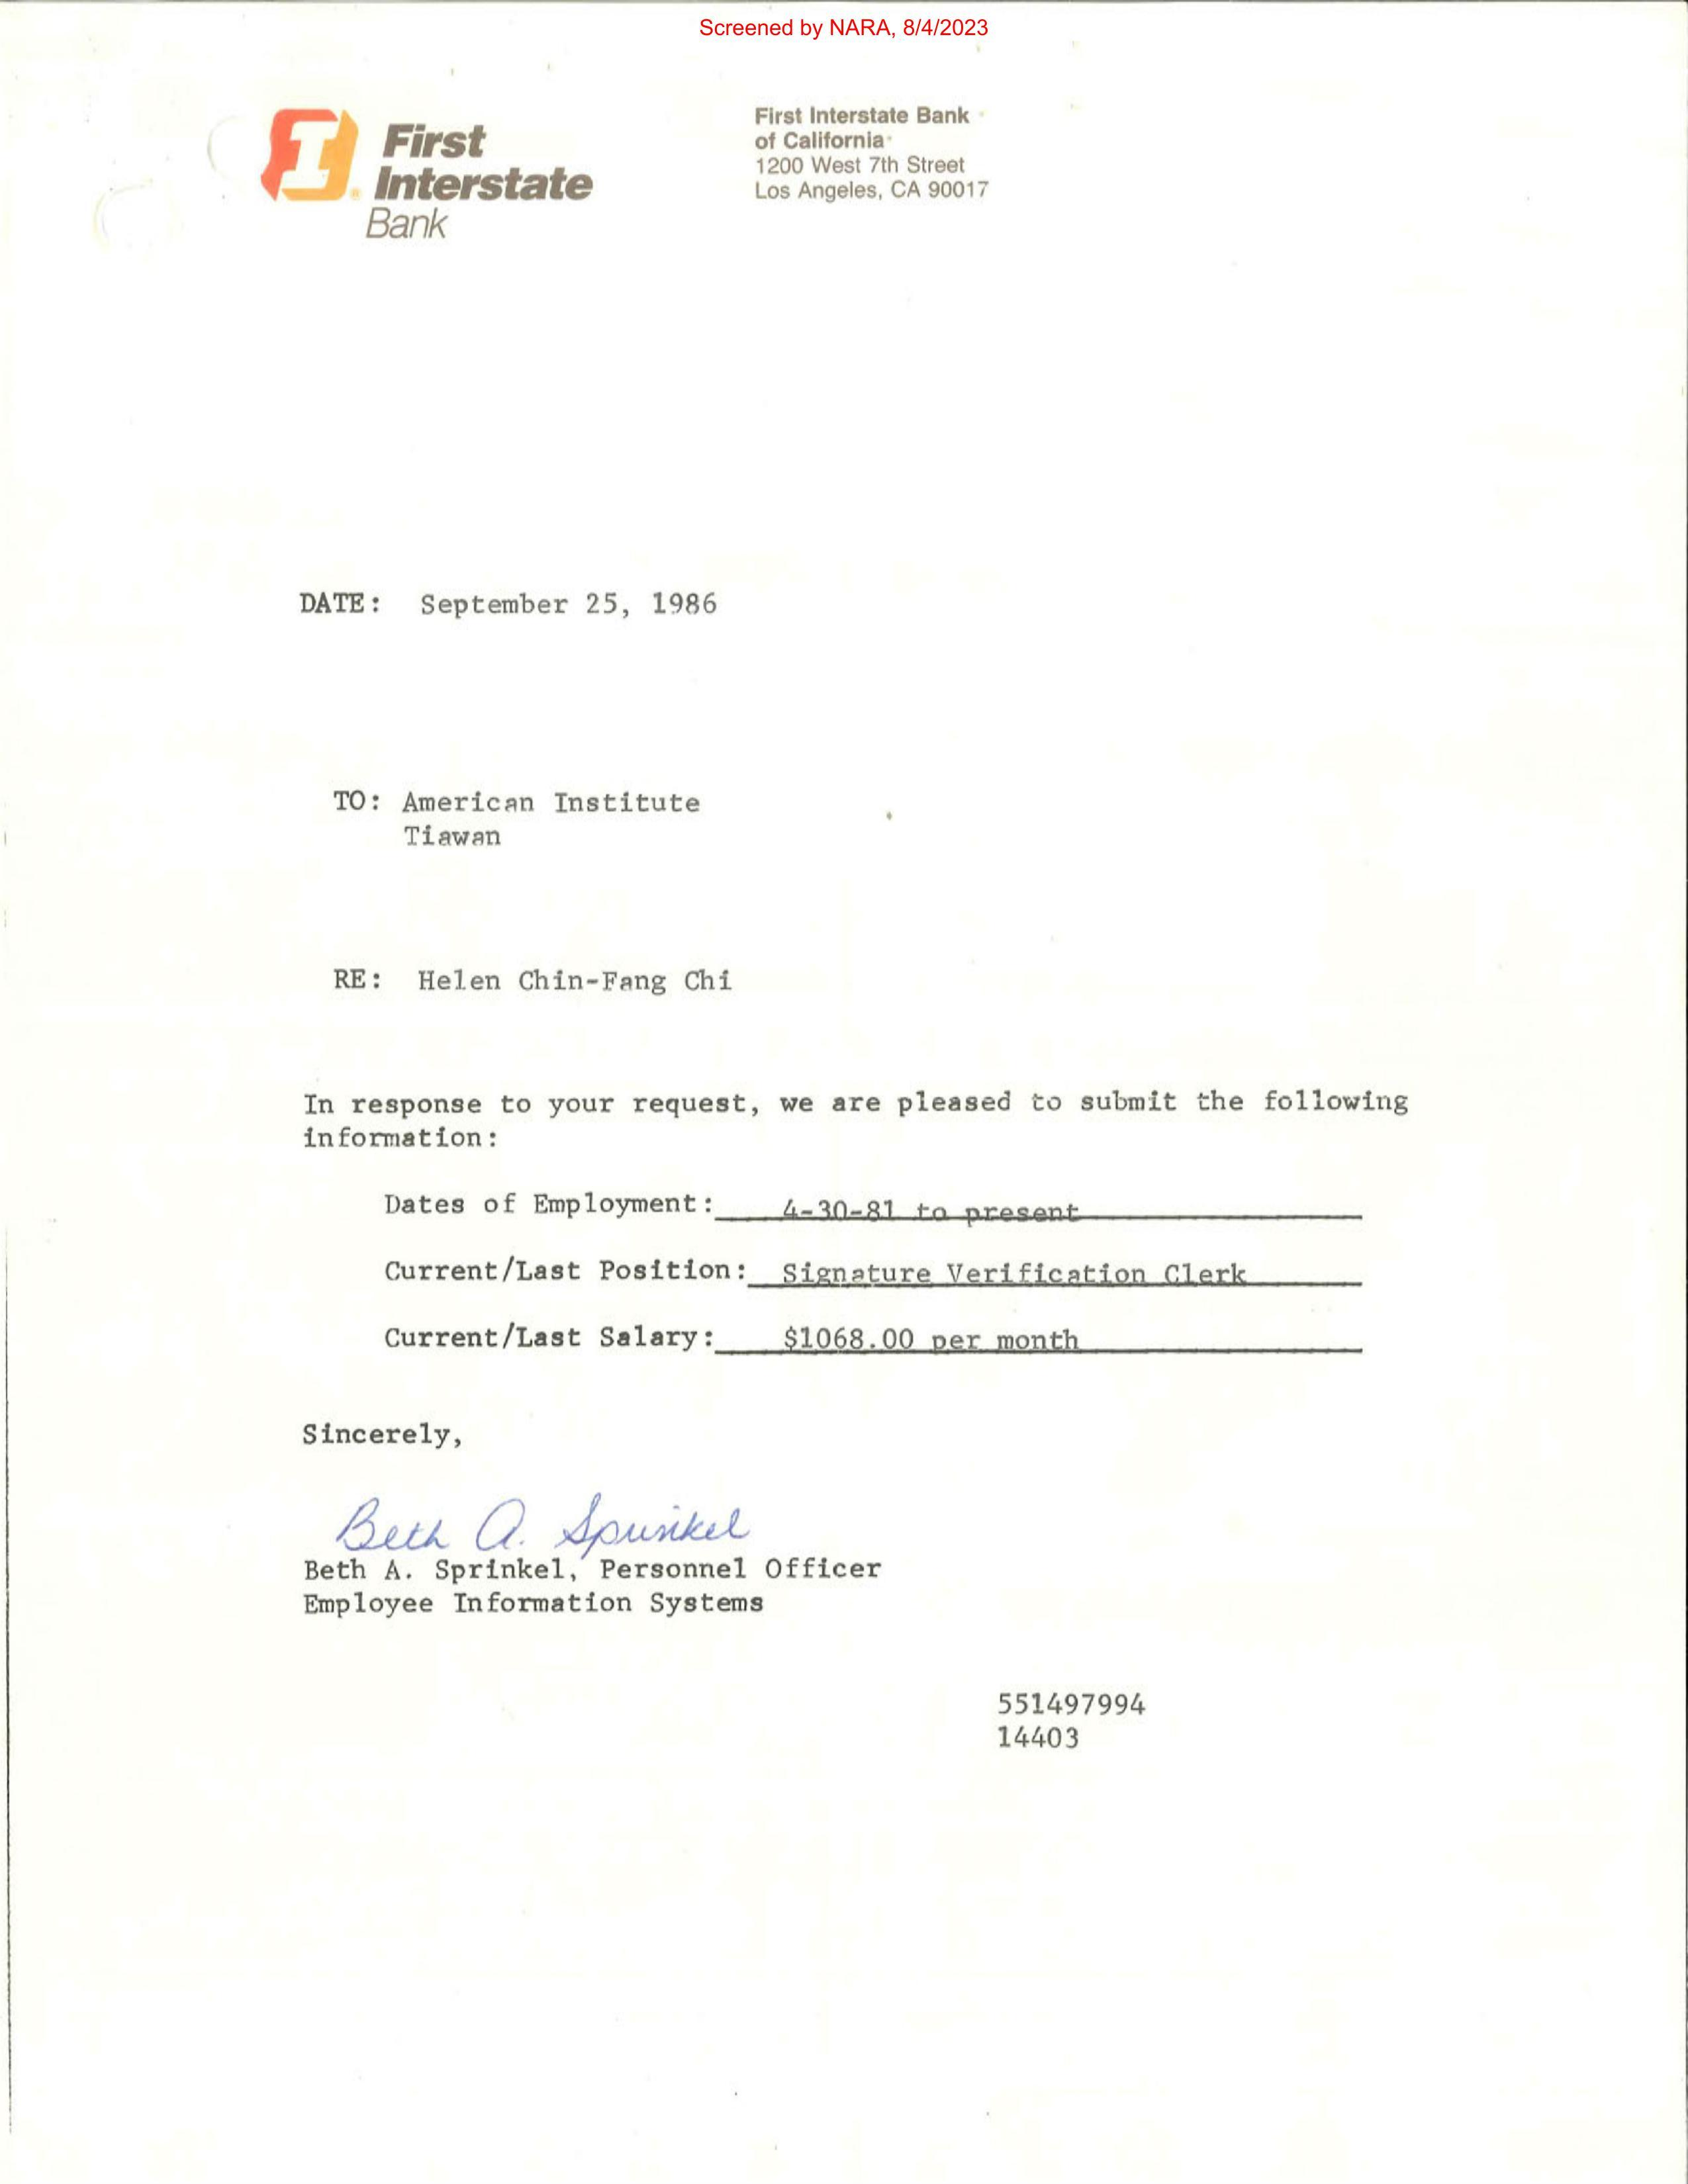 Screened by NARA, 8/4/2023
First
Interstate
Bank
First Interstate Bank
of California
1200 West 7th Street
Los Angeles, CA 90017
DATE: September 25, 1986
TO: American Institute
Tiawan
RE: Helen Chin-Fang Chi
In response to your request, we are pleased to submit the following
information:
Dates of Employment: 4-30-81 to present
Current/Last Position: Signature Verification Clerk
Current/Last Salary: $1068.00 per month
Sincerely,
Beth A. Sprinkel
Beth A. Sprinkel, Personnel Officer
Employee Information Systems
551497994
14403